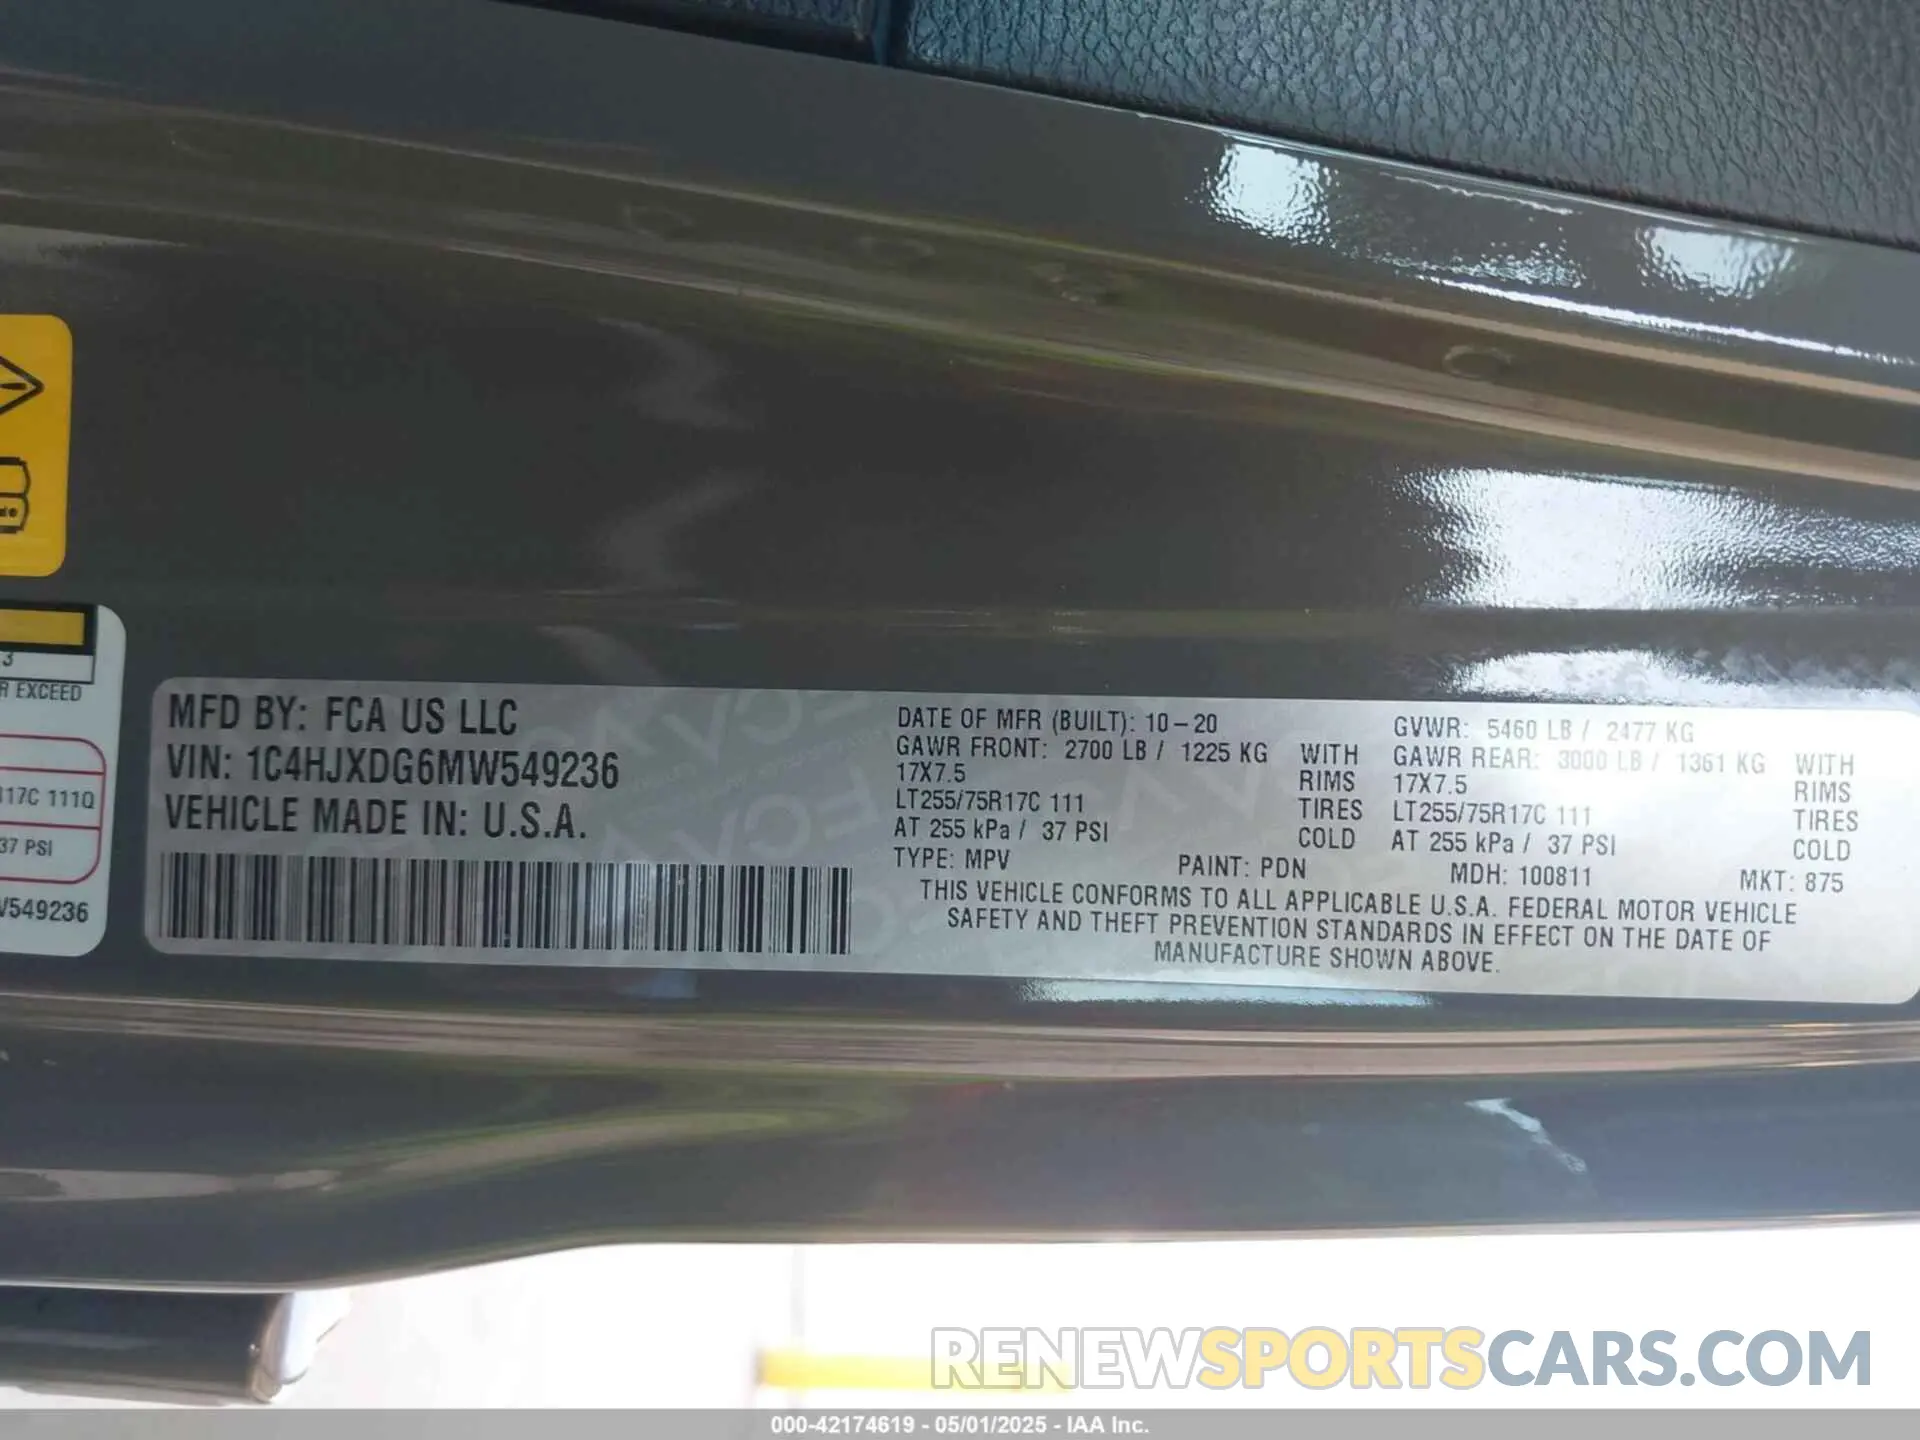 3
R EXCEED
R17C 111Q
37 PSI
549236
MFD BY: FCA US LLC
VIN: 1C4HJXDG6MW549236
VEHICLE MADE IN: U.S.A.
DATE OF MFR (BUILT): 10-20 GVWR: 5460 LB / 2477 KG
GAWR FRONT: 2700 LB / 1225 KG WITH GAWR REAR: 3000 LB / 1361 KG WITH
17X7.5 RIMS 17X7.5 RIMS
LT255/75R17C 111 TIRES LT255/75R17C 111 TIRES
AT 255 kPa / 37 PSI COLD AT 255 kPa / 37 PSI COLD
TYPE: MPV PAINT: PDN MDH: 100811 MKT: 875
THIS VEHICLE CONFORMS TO ALL APPLICABLE U.S.A. FEDERAL MOTOR VEHICLE
SAFETY AND THEFT PREVENTION STANDARDS IN EFFECT ON THE DATE OF
MANUFACTURE SHOWN ABOVE.
RENEWSPORTSCARS.COM
000-42174619 - 05/01/2025 - IAA Inc.